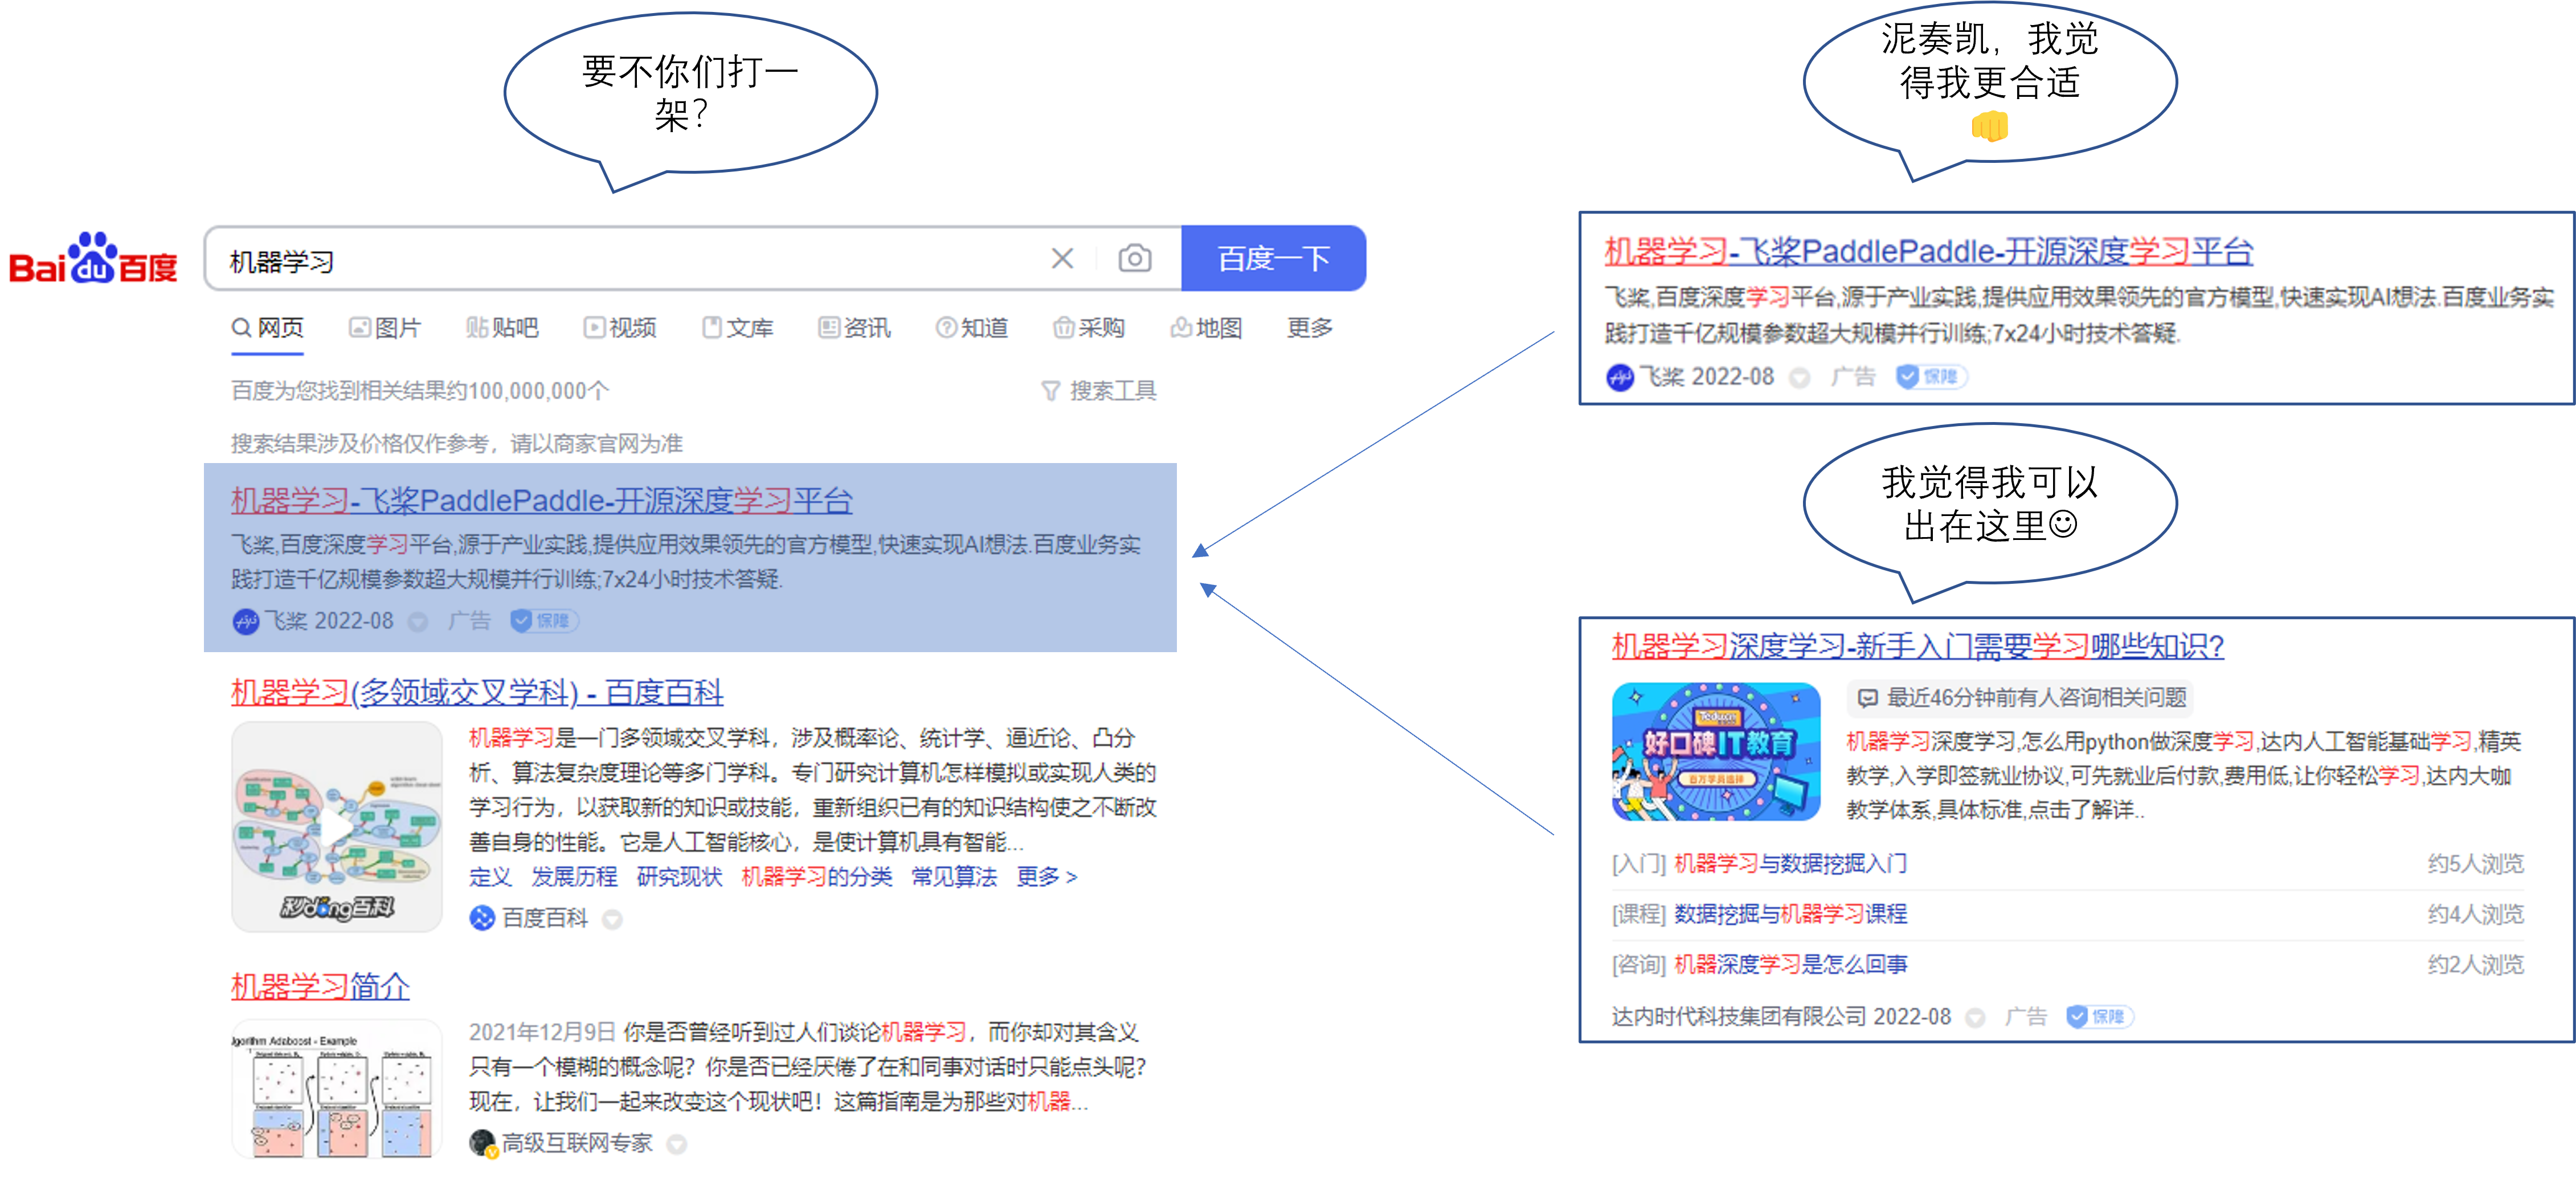 要不你们打一
架？
泥奏凯，我觉
得我更合适
Bai du 百度
机器学习
百度一下
网页 图片 贴吧 视频 文库 资讯 知道 采购 地图 更多
百度为您找到相关结果约100,000,000个
搜索工具
搜索结果涉及价格仅作参考，请以商家官网为准
机器学习-飞桨PaddlePaddle-开源深度学习平台
飞桨,百度深度学习平台,源于产业实践,提供应用效果领先的官方模型,快速实现AI想法.百度业务实
践打造千亿规模参数超大规模并行训练;7x24小时技术答疑.
飞桨 2022-08 广告 保障
机器学习(多领域交叉学科) - 百度百科
机器学习是一门多领域交叉学科，涉及概率论、统计学、逼近论、凸分
析、算法复杂度理论等多门学科。专门研究计算机怎样模拟或实现人类的
学习行为，以获取新的知识或技能，重新组织已有的知识结构使之不断改
善自身的性能。它是人工智能核心，是使计算机具有智能...
定义 发展历程 研究现状 机器学习的分类 常见算法 更多 >
秒dong百科
百度百科
机器学习简介
lgorithm Adaboost - Example
2021年12月9日 你是否曾经听到过人们谈论机器学习，而你却对其含义
只有一个模糊的概念呢？你是否已经厌倦了在和同事对话时只能点头呢？
现在，让我们一起来改变这个现状吧！这篇指南是为那些对机器...
高级互联网专家
机器学习-飞桨PaddlePaddle-开源深度学习平台
飞桨,百度深度学习平台,源于产业实践,提供应用效果领先的官方模型,快速实现AI想法.百度业务实
践打造千亿规模参数超大规模并行训练;7x24小时技术答疑.
飞桨 2022-08 广告 保障
我觉得我可以
出在这里
机器学习深度学习-新手入门需要学习哪些知识?
好口碑IT教育
百万学员选择
最近46分钟前有人咨询相关问题
机器学习深度学习,怎么用python做深度学习,达内人工智能基础学习,精英
教学,入学即签就业协议,可先就业后付款,费用低,让你轻松学习,达内大咖
教学体系,具体标准,点击了解详..
[入门] 机器学习与数据挖掘入门 约5人浏览
[课程] 数据挖掘与机器学习课程 约4人浏览
[咨询] 机器深度学习是怎么回事 约2人浏览
达内时代科技集团有限公司 2022-08 广告 保障